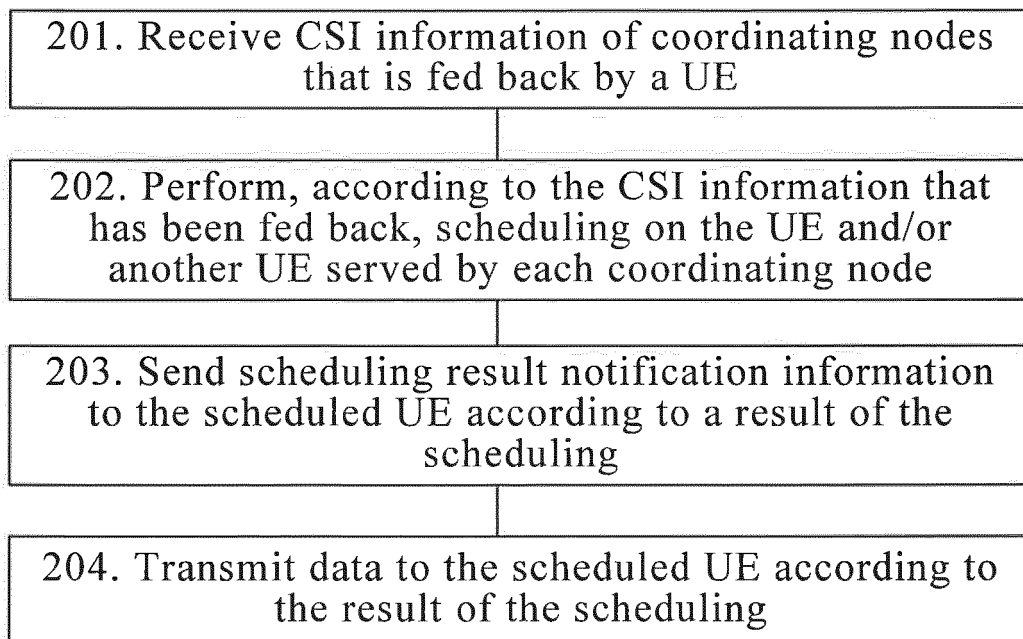 201. Receive CSI information of coordinating nodes
that is fed back by a UE
202. Perform, according to the CSI information that
has been fed back, scheduling on the UE and/or
another UE served by each coordinating node
203. Send scheduling result notification information
to the scheduled UE according to a result of the
scheduling
204. Transmit data to the scheduled UE according to
the result of the scheduling